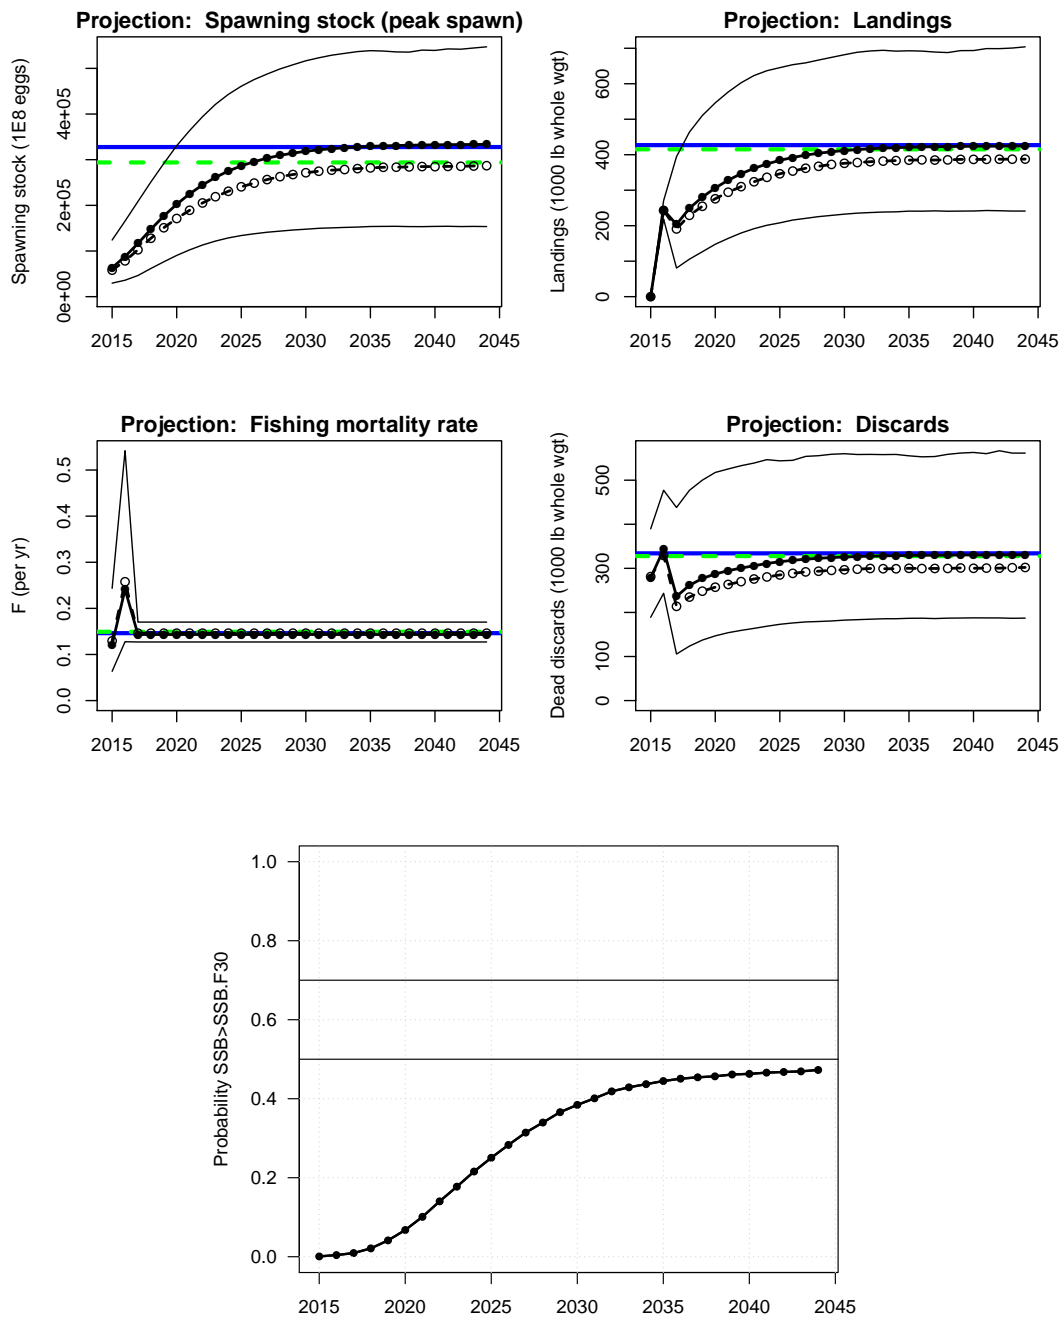 Projection:  Spawning stock (peak spawn)
Spawning stock (1E8 eggs)
0e+00 2e+05 4e+05
2015 2020 2025 2030 2035 2040 2045
Projection:  Landings
Landings (1000 lb whole wgt)
0 200 400 600
2015 2020 2025 2030 2035 2040 2045
Projection:  Fishing mortality rate
F (per yr)
0.0 0.1 0.2 0.3 0.4 0.5
2015 2020 2025 2030 2035 2040 2045
Projection:  Discards
Dead discards (1000 lb whole wgt)
0 100 300 500
2015 2020 2025 2030 2035 2040 2045
Probability SSB>SSB.F30
0.0 0.2 0.4 0.6 0.8 1.0
2015 2020 2025 2030 2035 2040 2045